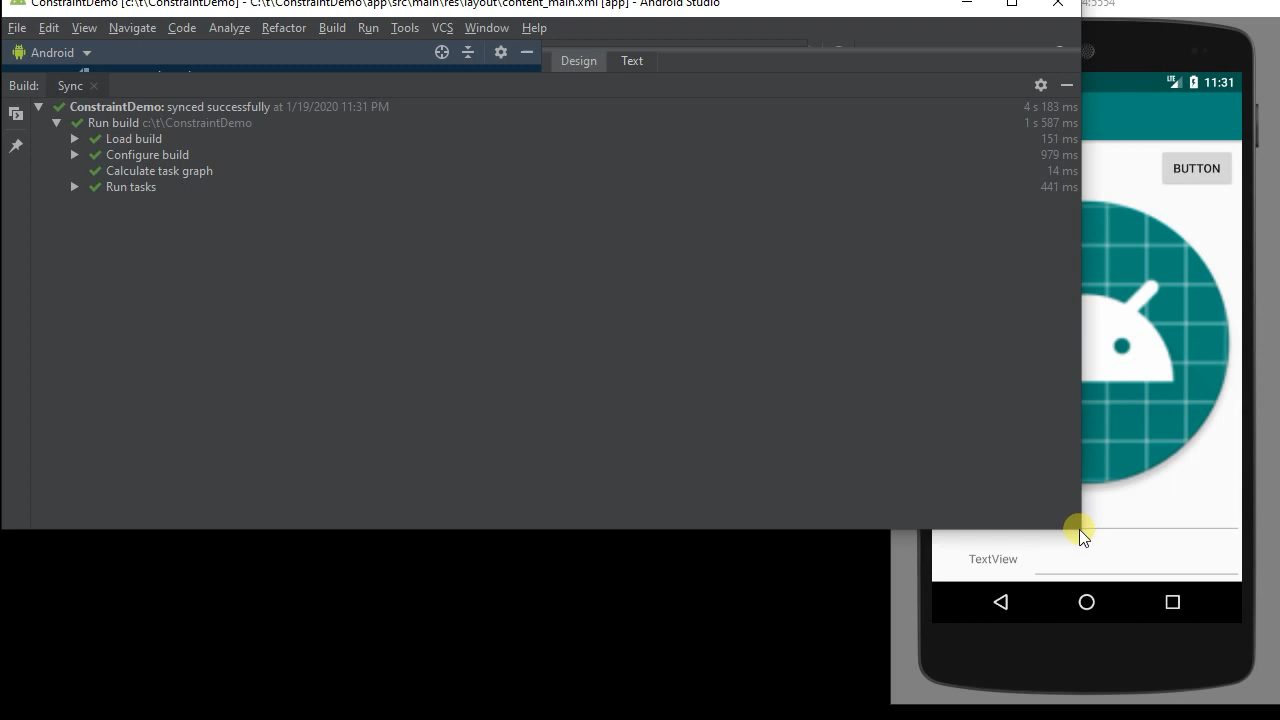 ConstraintDemo [c:\t\ConstraintDemo] - C:\t\ConstraintDemo\app\src\main\res\layout\content_main.xml [app] - Android Studio
:5554
File Edit View Navigate Code Analyze Refactor Build Run Tools VCS Window Help
Android
Design Text
Build: Sync
ConstraintDemo: synced successfully at 1/19/2020 11:31 PM 4 s 183 ms
Run build c:\t\ConstraintDemo 1 s 587 ms
Load build 151 ms
Configure build 979 ms
Calculate task graph 14 ms
Run tasks 441 ms
LTE 11:31
BUTTON
TextView